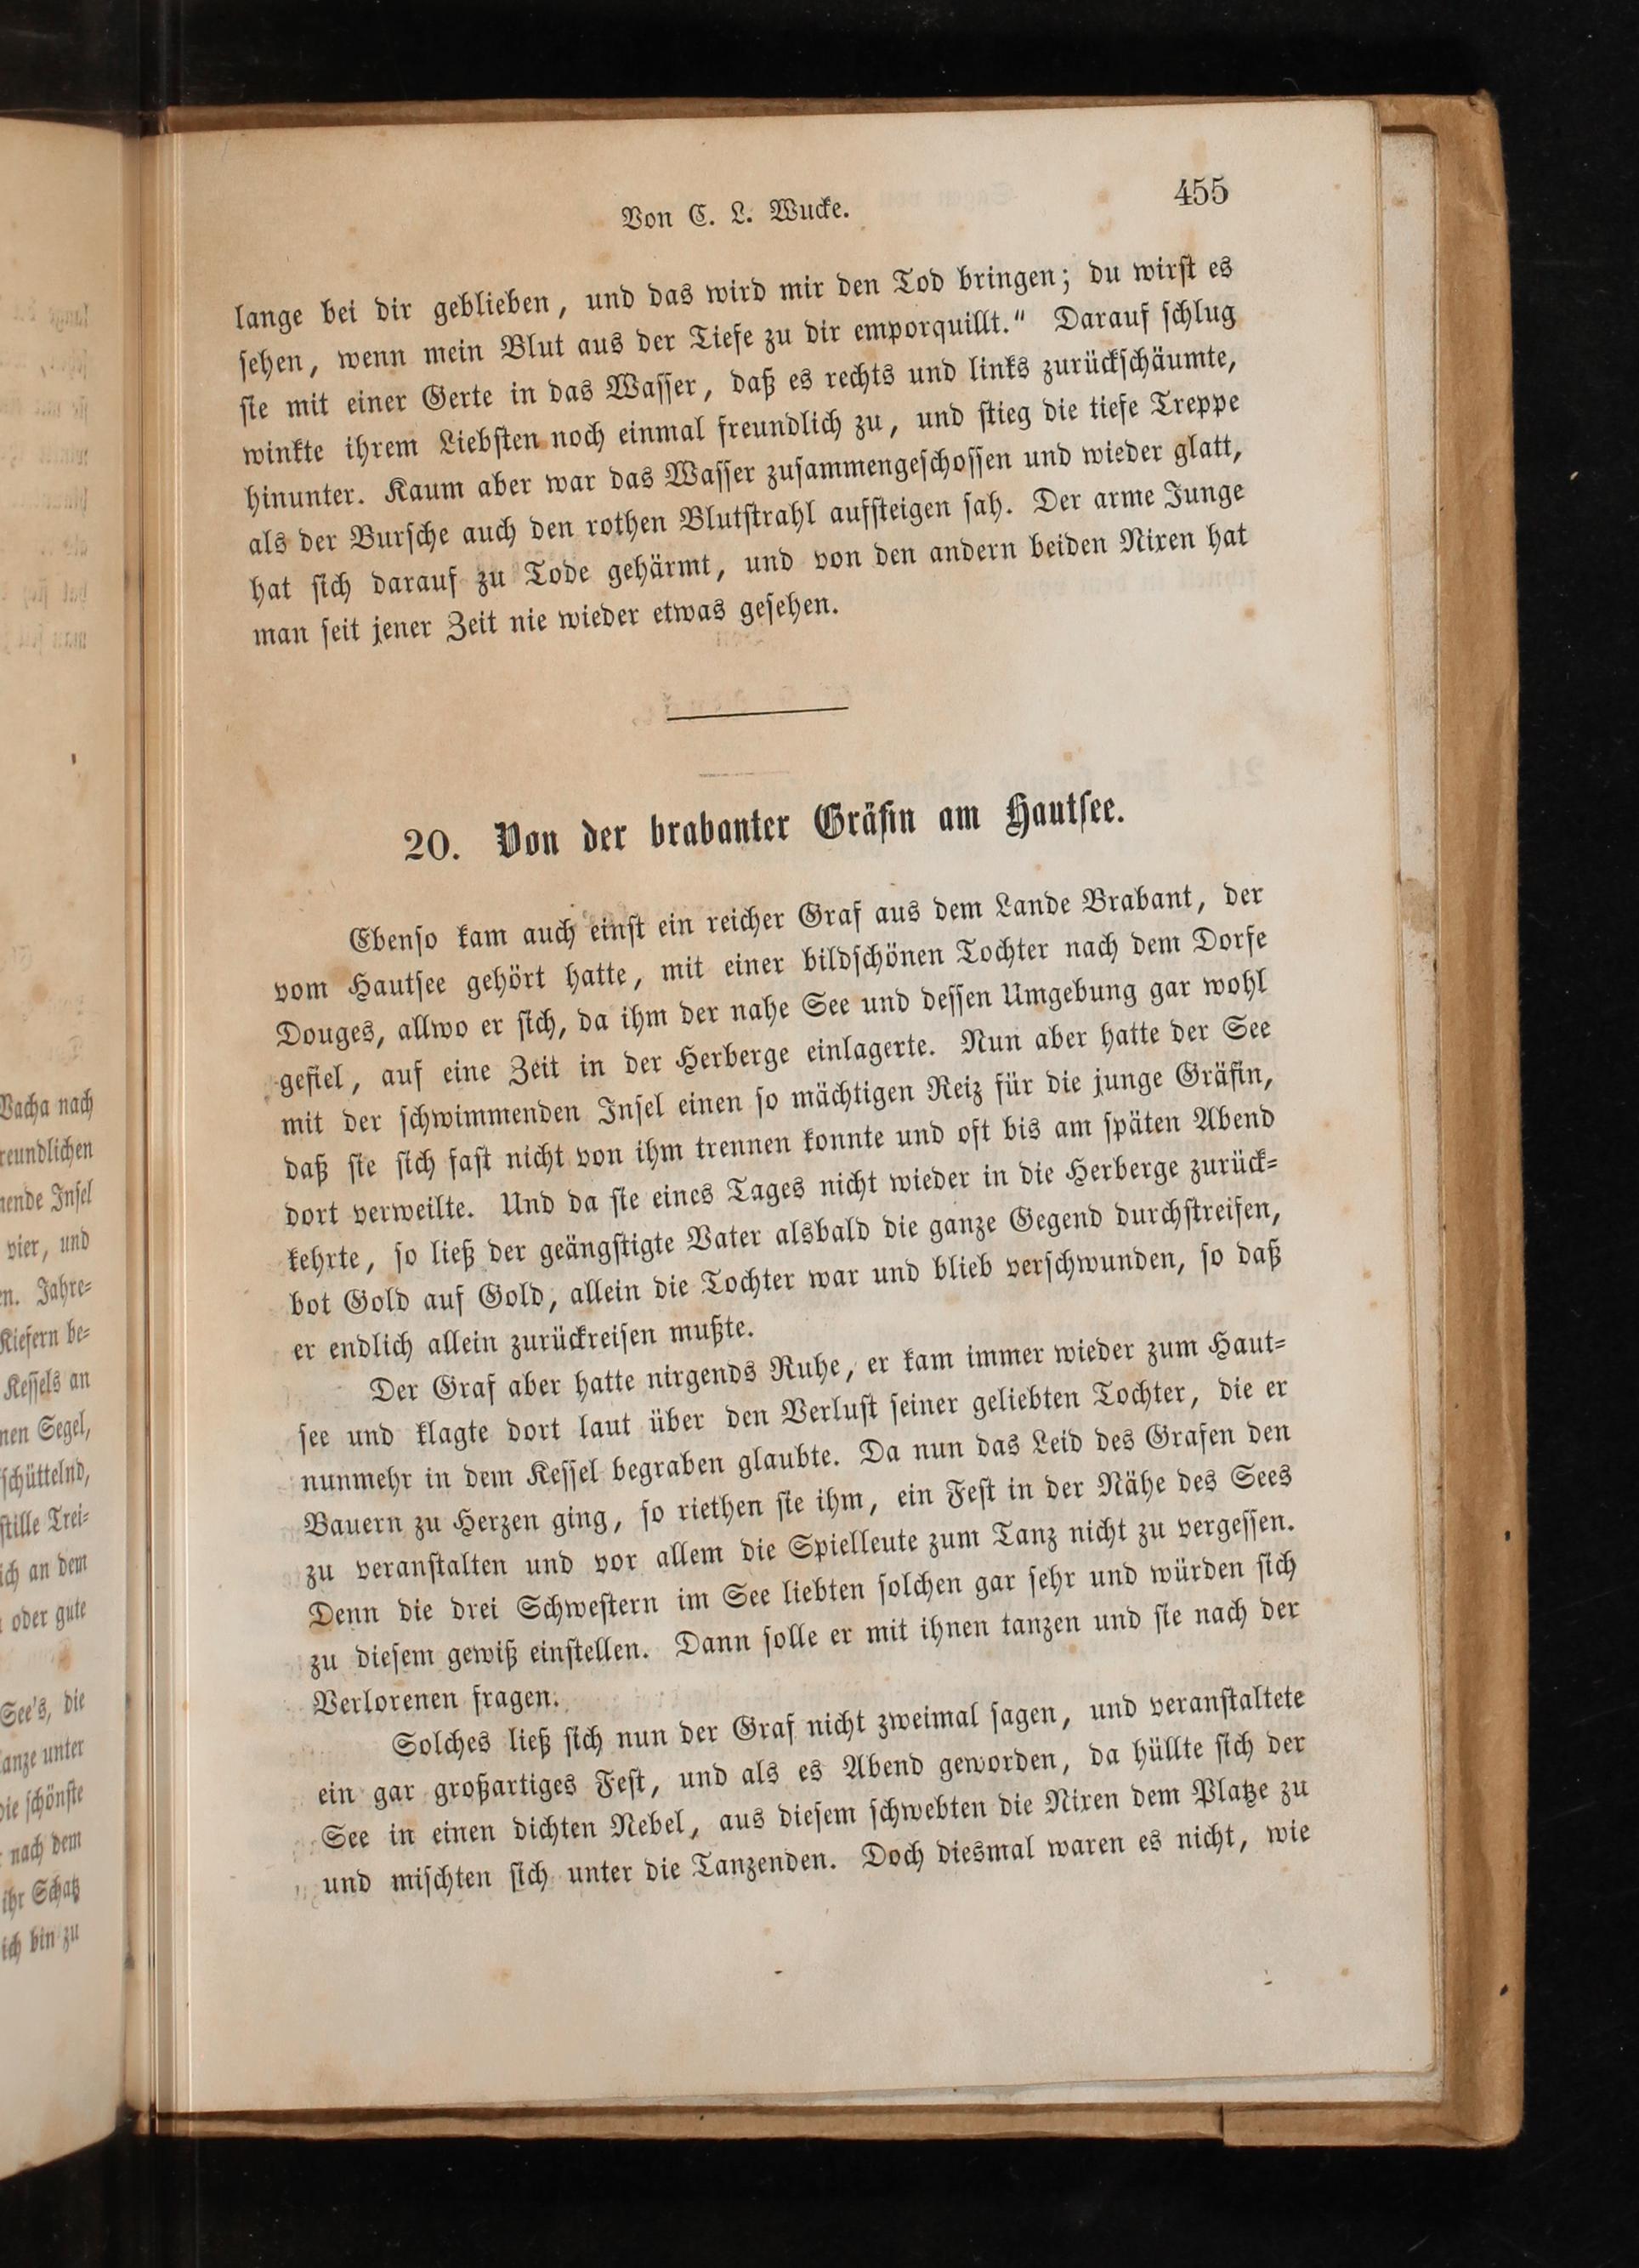 Von C. L. Wucke.
455
lange bei dir geblieben, und das wird mir den Tod bringen; du wirſt es
ſehen, wenn mein Blut aus der Tiefe zu dir emporquillt.“ Darauf ſchlug
ſie mit einer Gerte in das Waſſer, daß es rechts und links zurückſchäumte,
winkte ihrem Liebſten noch einmal freundlich zu, und ſtieg die tiefe Treppe
hinunter. Kaum aber war das Waſſer zuſammengeſchoſſen und wieder glatt,
als der Burſche auch den rothen Blutſtrahl aufſteigen ſah. Der arme Junge
hat ſich darauf zu Tode gehärmt, und von den andern beiden Nixen hat
man ſeit jener Zeit nie wieder etwas geſehen.
20. Von der brabanter Gräfin am Hautſee.
Ebenſo kam auch einſt ein reicher Graf aus dem Lande Brabant, der
vom Hautſee gehört hatte, mit einer bildſchönen Tochter nach dem Dorfe
Douges, allwo er ſich, da ihm der nahe See und deſſen Umgebung gar wohl
gefiel, auf eine Zeit in der Herberge einlagerte. Nun aber hatte der See
mit der ſchwimmenden Inſel einen ſo mächtigen Reiz für die junge Gräfin,
daß ſie ſich faſt nicht von ihm trennen konnte und oft bis am ſpäten Abend
dort verweilte. Und da ſie eines Tages nicht wieder in die Herberge zurück-
kehrte, ſo ließ der geängſtigte Vater alsbald die ganze Gegend durchſtreifen,
bot Gold auf Gold, allein die Tochter war und blieb verſchwunden, ſo daß
er endlich allein zurückreiſen mußte.
Der Graf aber hatte nirgends Ruhe, er kam immer wieder zum Haut-
ſee und klagte dort laut über den Verluſt ſeiner geliebten Tochter, die er
nunmehr in dem Keſſel begraben glaubte. Da nun das Leid des Grafen den
Bauern zu Herzen ging, ſo riethen ſie ihm, ein Feſt in der Nähe des Sees
zu veranſtalten und vor allem die Spielleute zum Tanz nicht zu vergeſſen.
Denn die drei Schweſtern im See liebten ſolchen gar ſehr und würden ſich
zu dieſem gewiß einſtellen. Dann ſolle er mit ihnen tanzen und ſie nach der
Verlorenen fragen.
Solches ließ ſich nun der Graf nicht zweimal ſagen, und veranſtaltete
ein gar großartiges Feſt, und als es Abend geworden, da hüllte ſich der
See in einen dichten Nebel, aus dieſem ſchwebten die Nixen dem Platze zu
und miſchten ſich unter die Tanzenden. Doch diesmal waren es nicht, wie